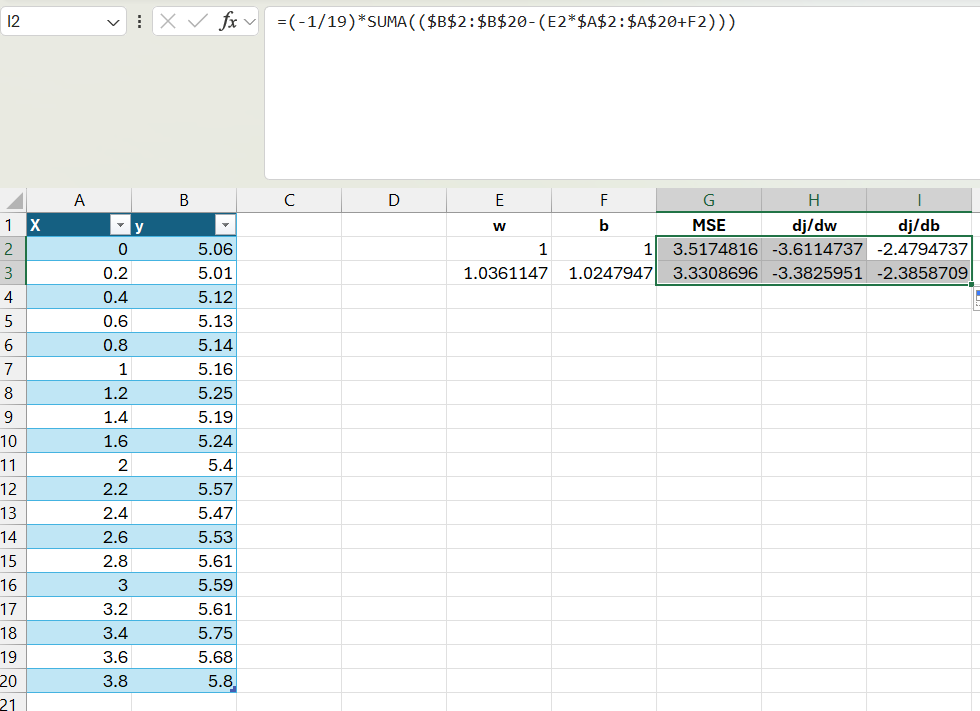 I2 fx =(-1/19)*SUMA(($B$2:$B$20-(E2*$A$2:$A$20+F2)))
A B C D E F G H I
1 X y w b MSE dj/dw dj/db
2 0 5.06 1 1 3.5174816 -3.6114737 -2.4794737
3 0.2 5.01 1.0361147 1.0247947 3.3308696 -3.3825951 -2.3858709
4 0.4 5.12
5 0.6 5.13
6 0.8 5.14
7 1 5.16
8 1.2 5.25
9 1.4 5.19
10 1.6 5.24
11 2 5.4
12 2.2 5.57
13 2.4 5.47
14 2.6 5.53
15 2.8 5.61
16 3 5.59
17 3.2 5.61
18 3.4 5.75
19 3.6 5.68
20 3.8 5.8
21